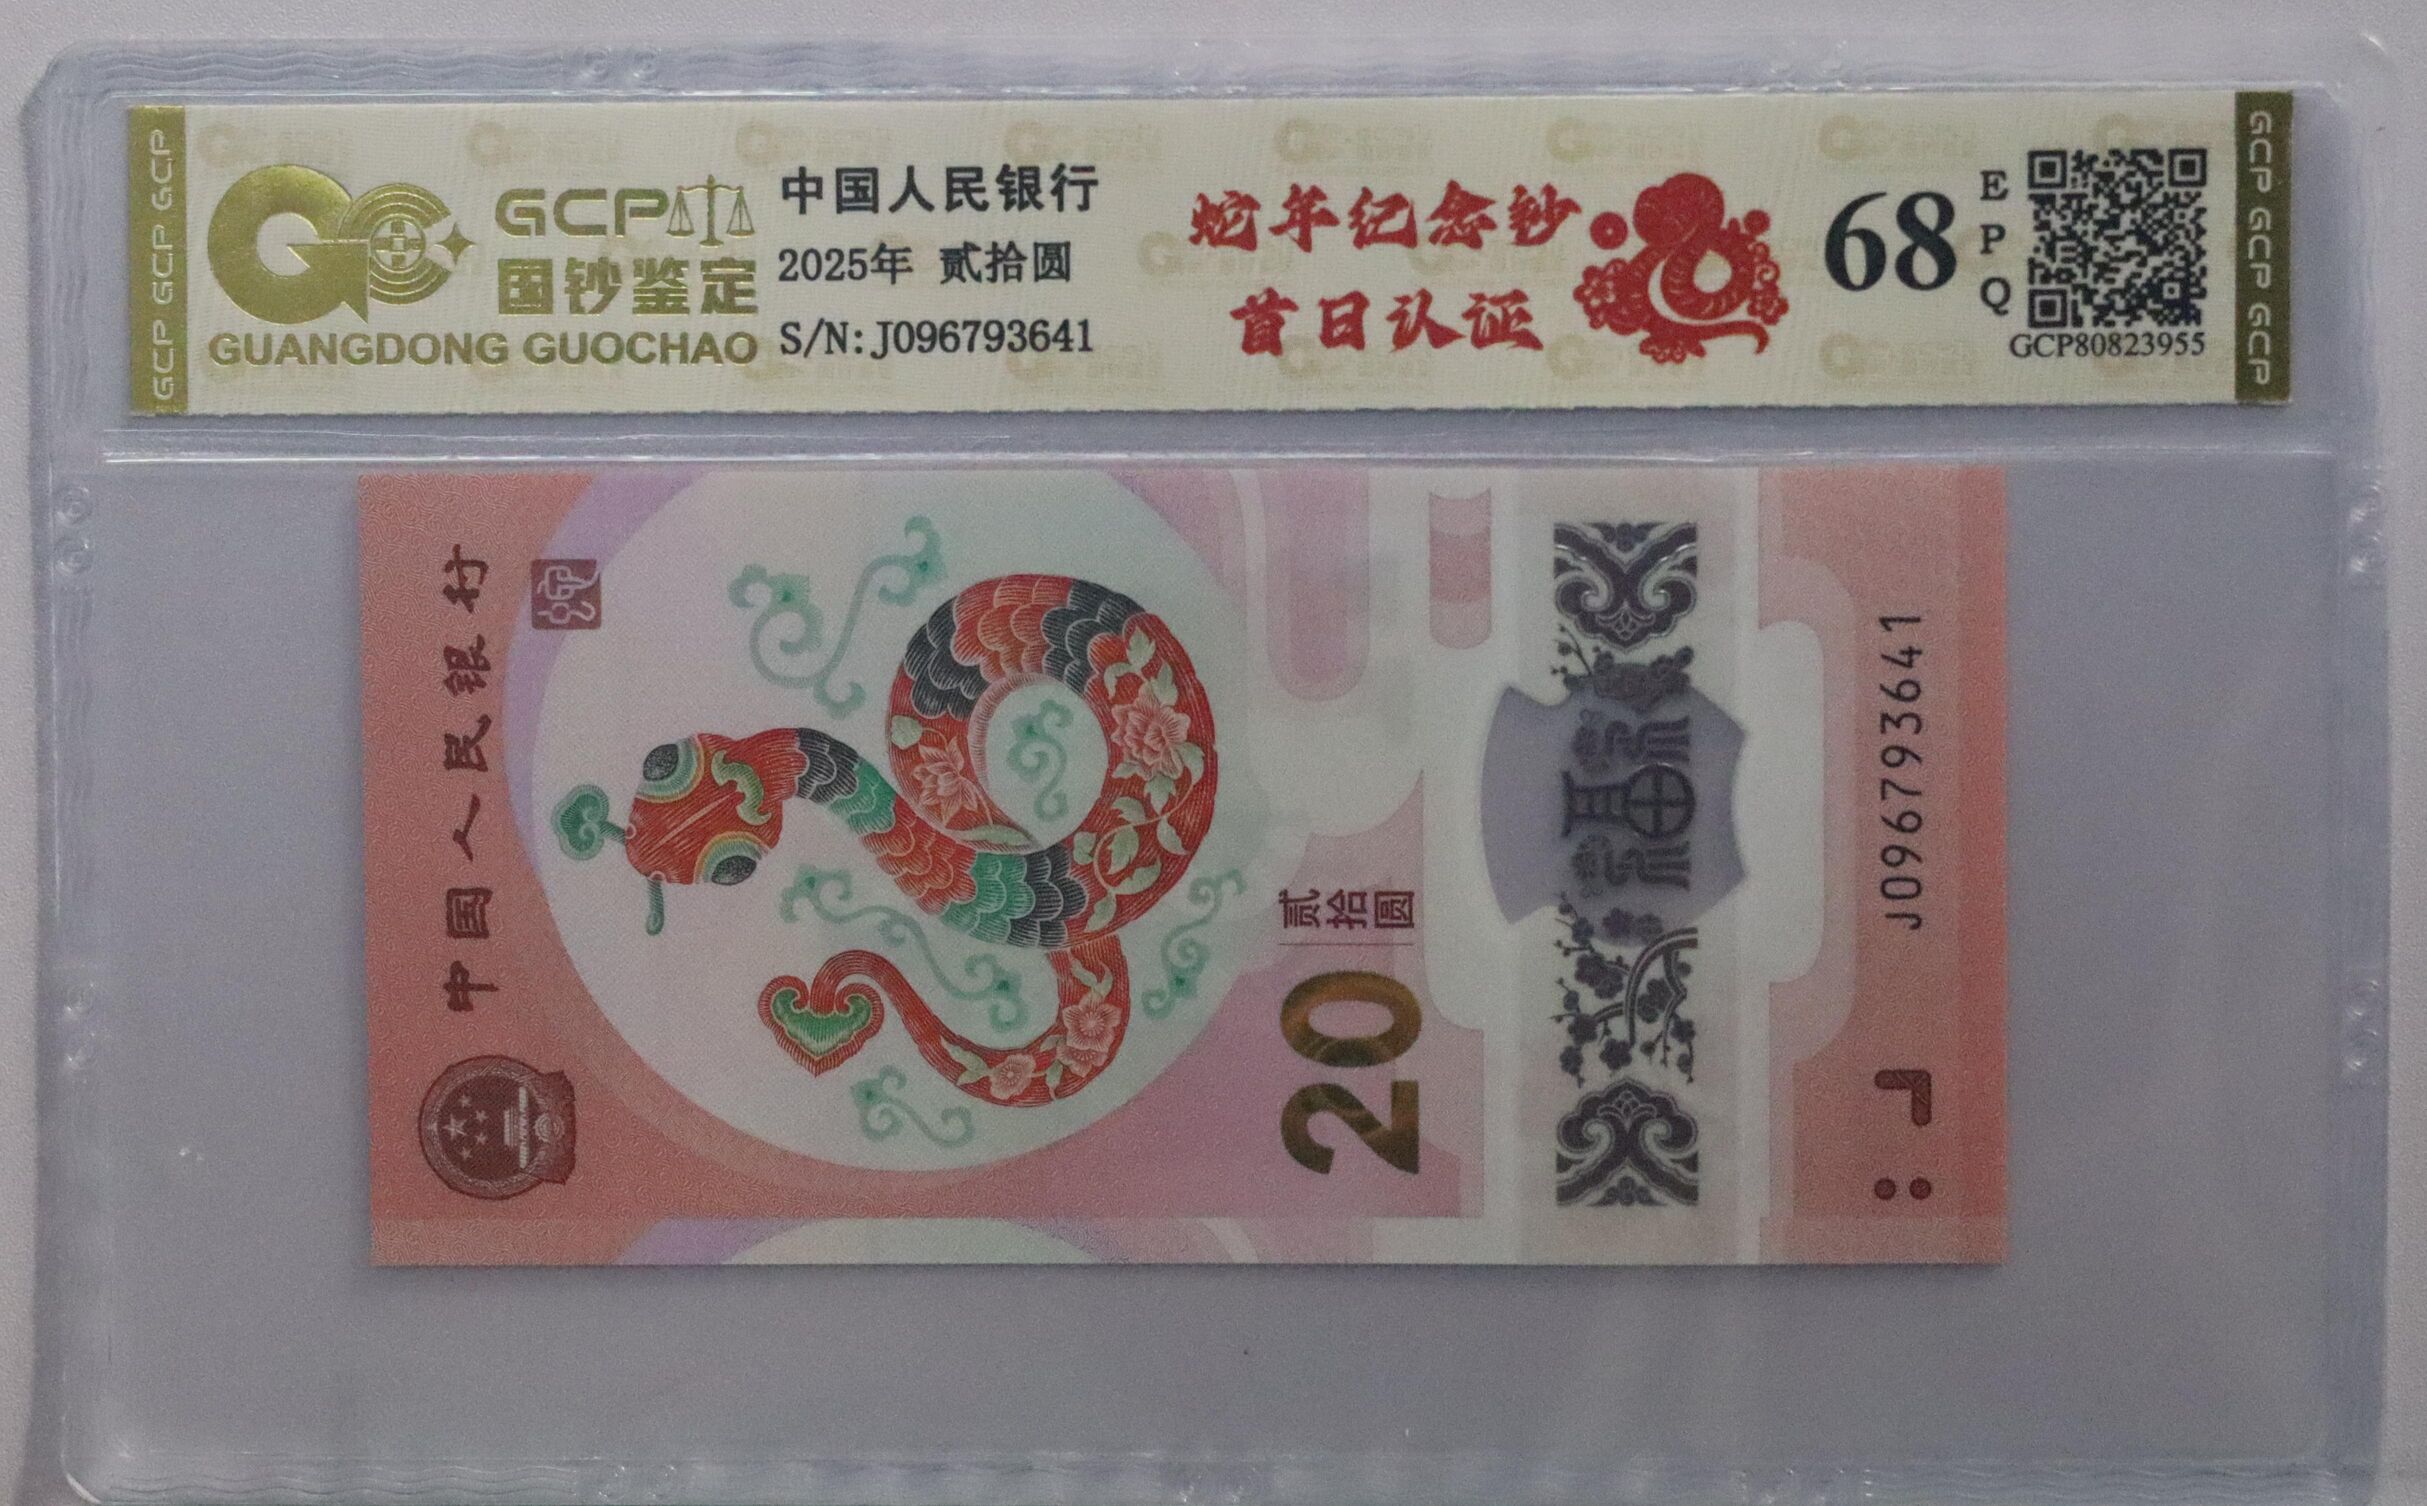 GCP GCP GCP
GCP
国钞鉴定
GUANGDONG GUOCHAO
中国人民银行
2025年 贰拾圆
S/N:J096793641
蛇年纪念钞
首日认证
68
EPQ
GCP80823955
GCP GCP GCP
中国人民银行
20
贰拾圆
J096793641